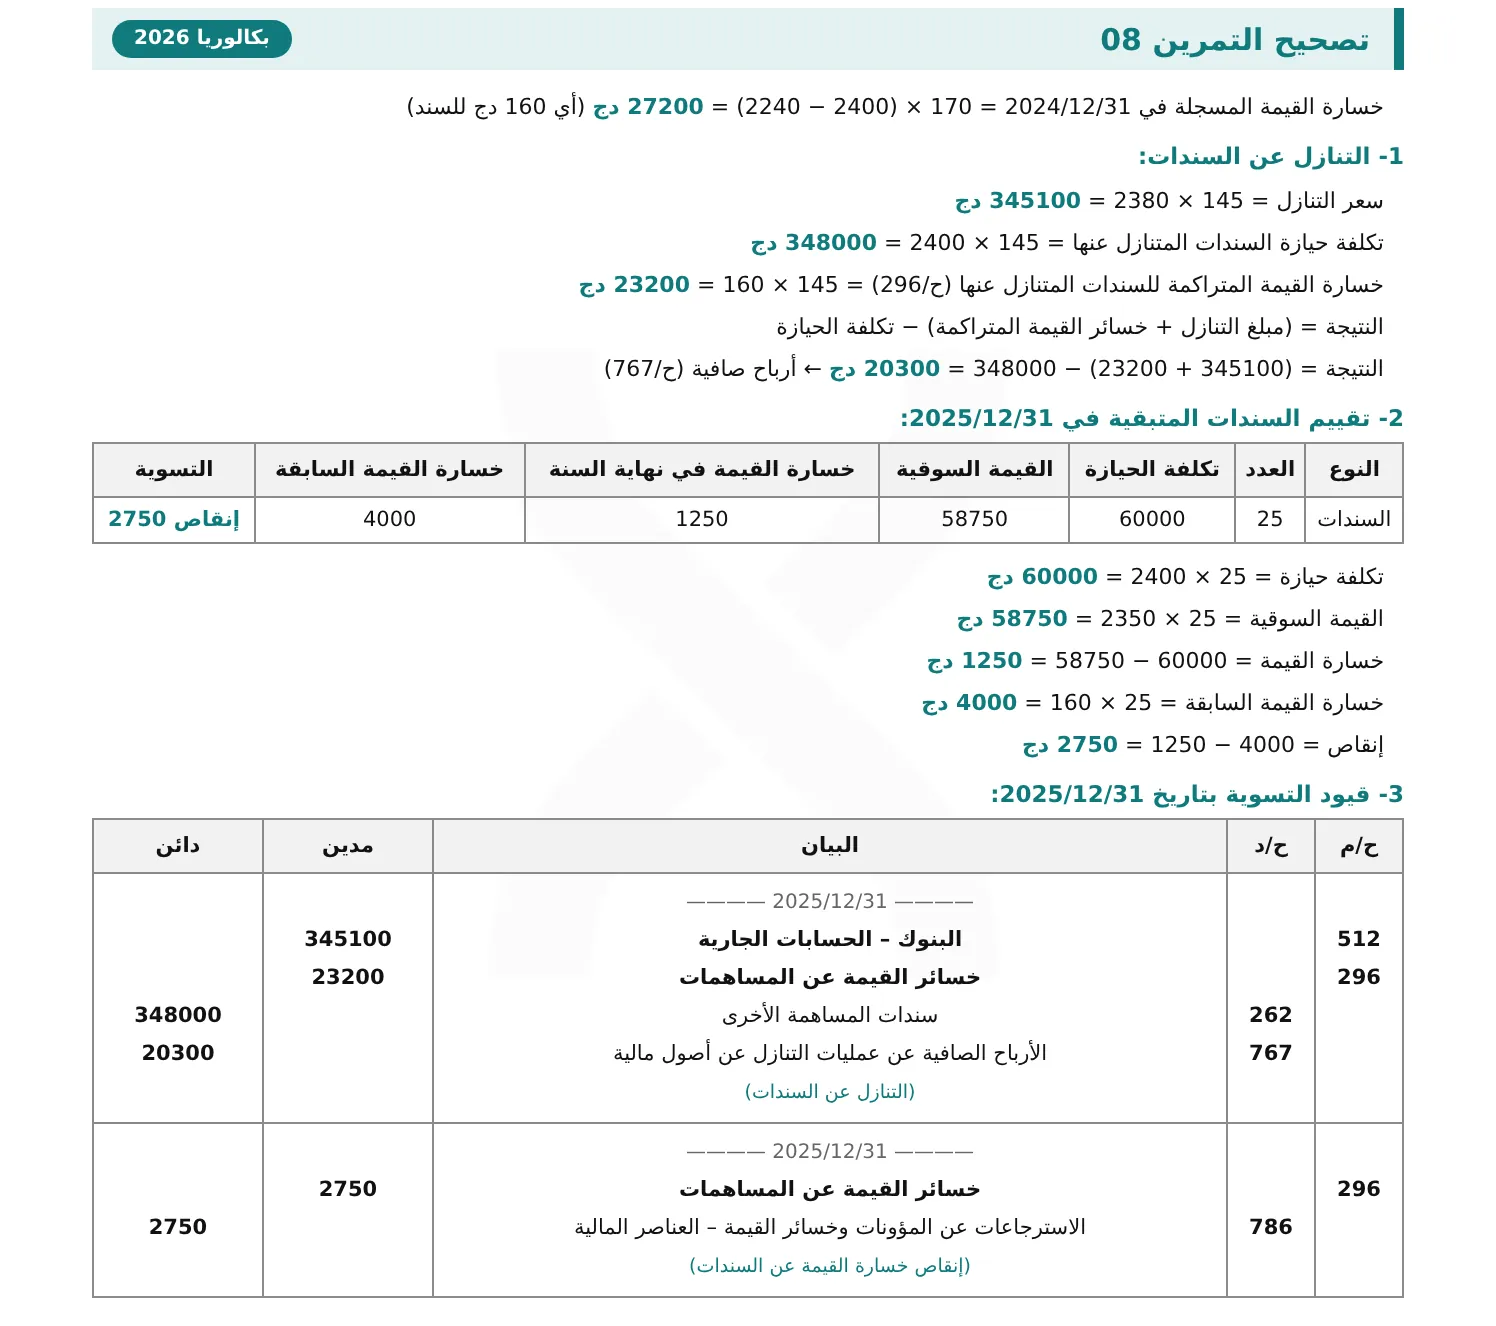 تصحيح التمرين 08
بكالوريا 2026
خسارة القيمة المسجلة في 2024/12/31 = 170 × (2400 − 2240) = 27200 دج (أي 160 دج للسند)
1- التنازل عن السندات:
سعر التنازل = 145 × 2380 = 345100 دج
تكلفة حيازة السندات المتنازل عنها = 145 × 2400 = 348000 دج
خسارة القيمة المتراكمة للسندات المتنازل عنها (ح/296) = 145 × 160 = 23200 دج
النتيجة = (مبلغ التنازل + خسائر القيمة المتراكمة) − تكلفة الحيازة
النتيجة = (345100 + 23200) − 348000 = 20300 دج ← أرباح صافية (ح/767)
2- تقييم السندات المتبقية في 2025/12/31:
النوع العدد تكلفة الحيازة القيمة السوقية خسارة القيمة في نهاية السنة خسارة القيمة السابقة التسوية
السندات 25 60000 58750 1250 4000 إنقاص 2750
تكلفة حيازة = 25 × 2400 = 60000 دج
القيمة السوقية = 25 × 2350 = 58750 دج
خسارة القيمة = 60000 − 58750 = 1250 دج
خسارة القيمة السابقة = 25 × 160 = 4000 دج
إنقاص = 4000 − 1250 = 2750 دج
3- قيود التسوية بتاريخ 2025/12/31:
ح/م ح/د البيان مدين دائن
———— 2025/12/31 ————
512 البنوك – الحسابات الجارية 345100
296 خسائر القيمة عن المساهمات 23200
262 سندات المساهمة الأخرى 348000
767 الأرباح الصافية عن عمليات التنازل عن أصول مالية 20300
(التنازل عن السندات)
———— 2025/12/31 ————
296 خسائر القيمة عن المساهمات 2750
786 الاسترجاعات عن المؤونات وخسائر القيمة – العناصر المالية 2750
(إنقاص خسارة القيمة عن السندات)